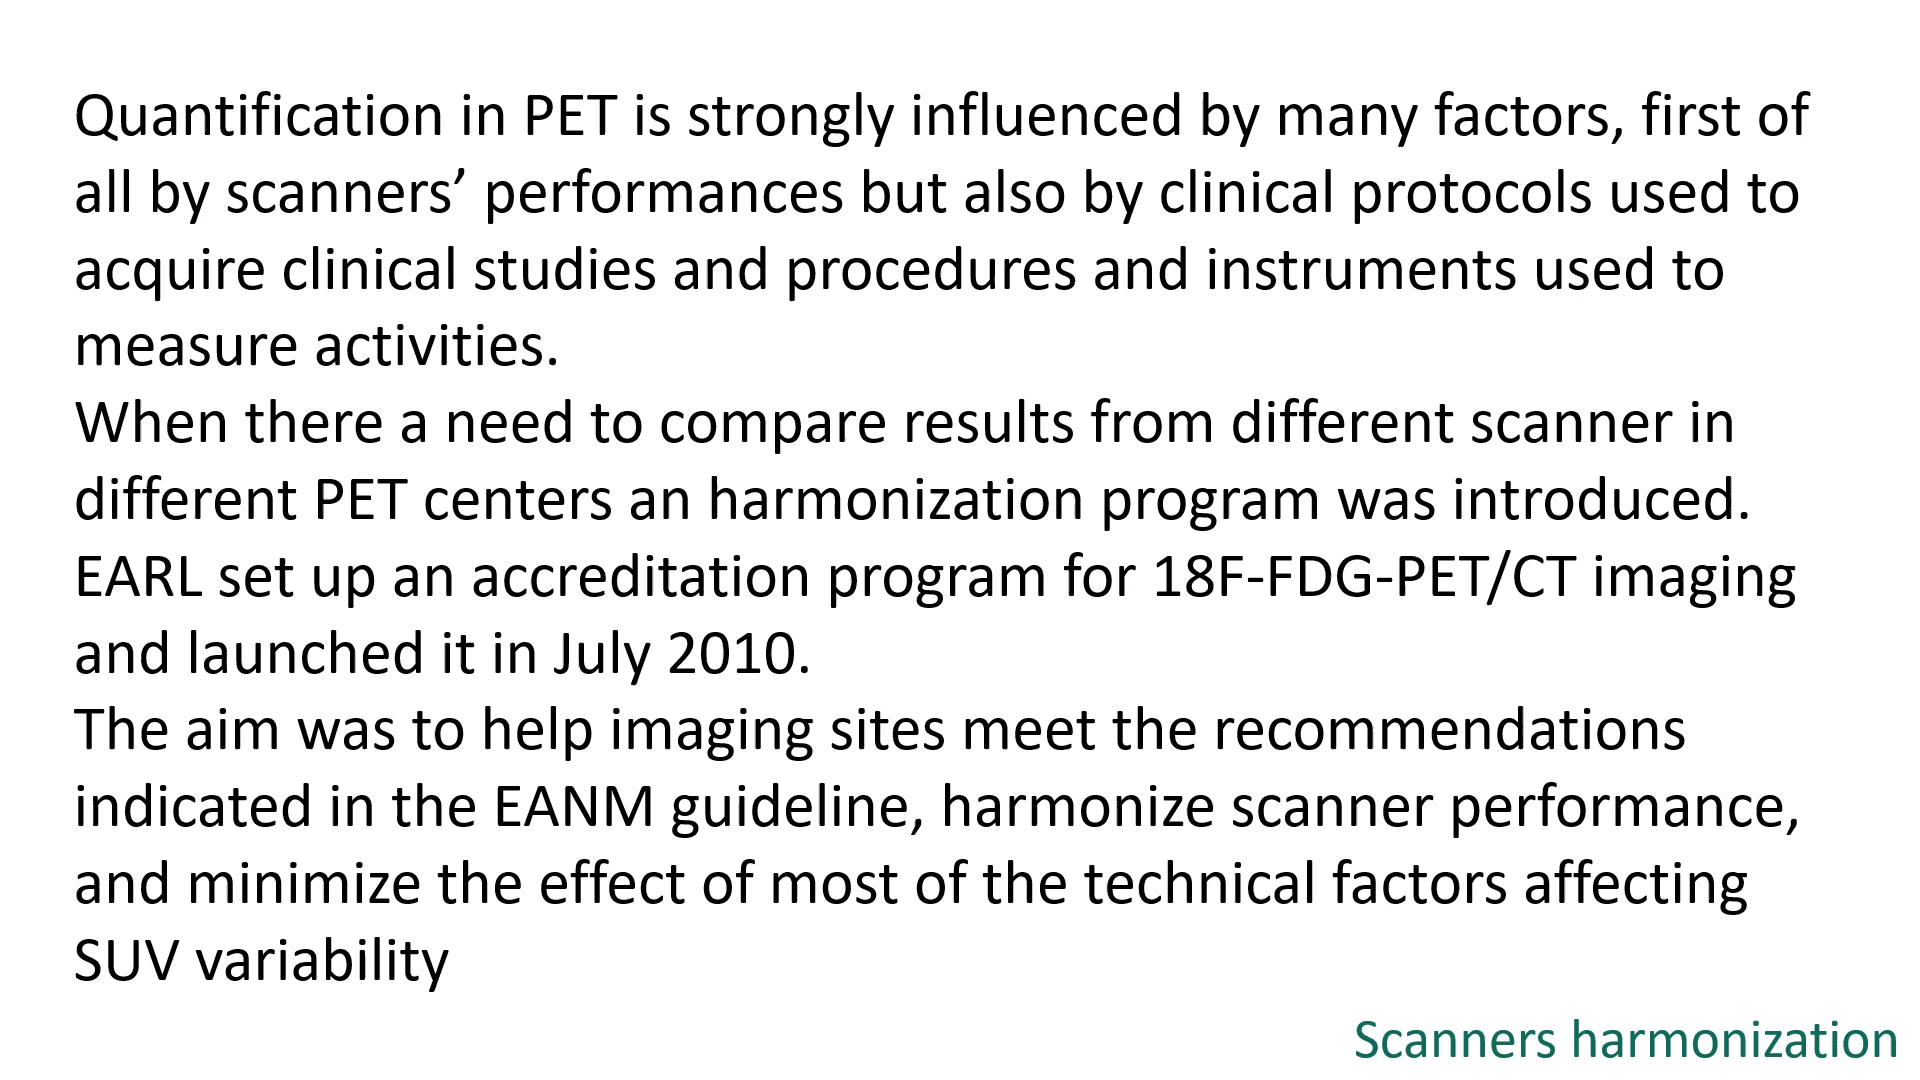 Quantification in PET is strongly influenced by many factors, first of
all by scanners’ performances but also by clinical protocols used to
acquire clinical studies and procedures and instruments used to
measure activities.
When there a need to compare results from different scanner in
different PET centers an harmonization program was introduced.
EARL set up an accreditation program for 18F-FDG-PET/CT imaging
and launched it in July 2010.
The aim was to help imaging sites meet the recommendations
indicated in the EANM guideline, harmonize scanner performance,
and minimize the effect of most of the technical factors affecting
SUV variability
Scanners harmonization